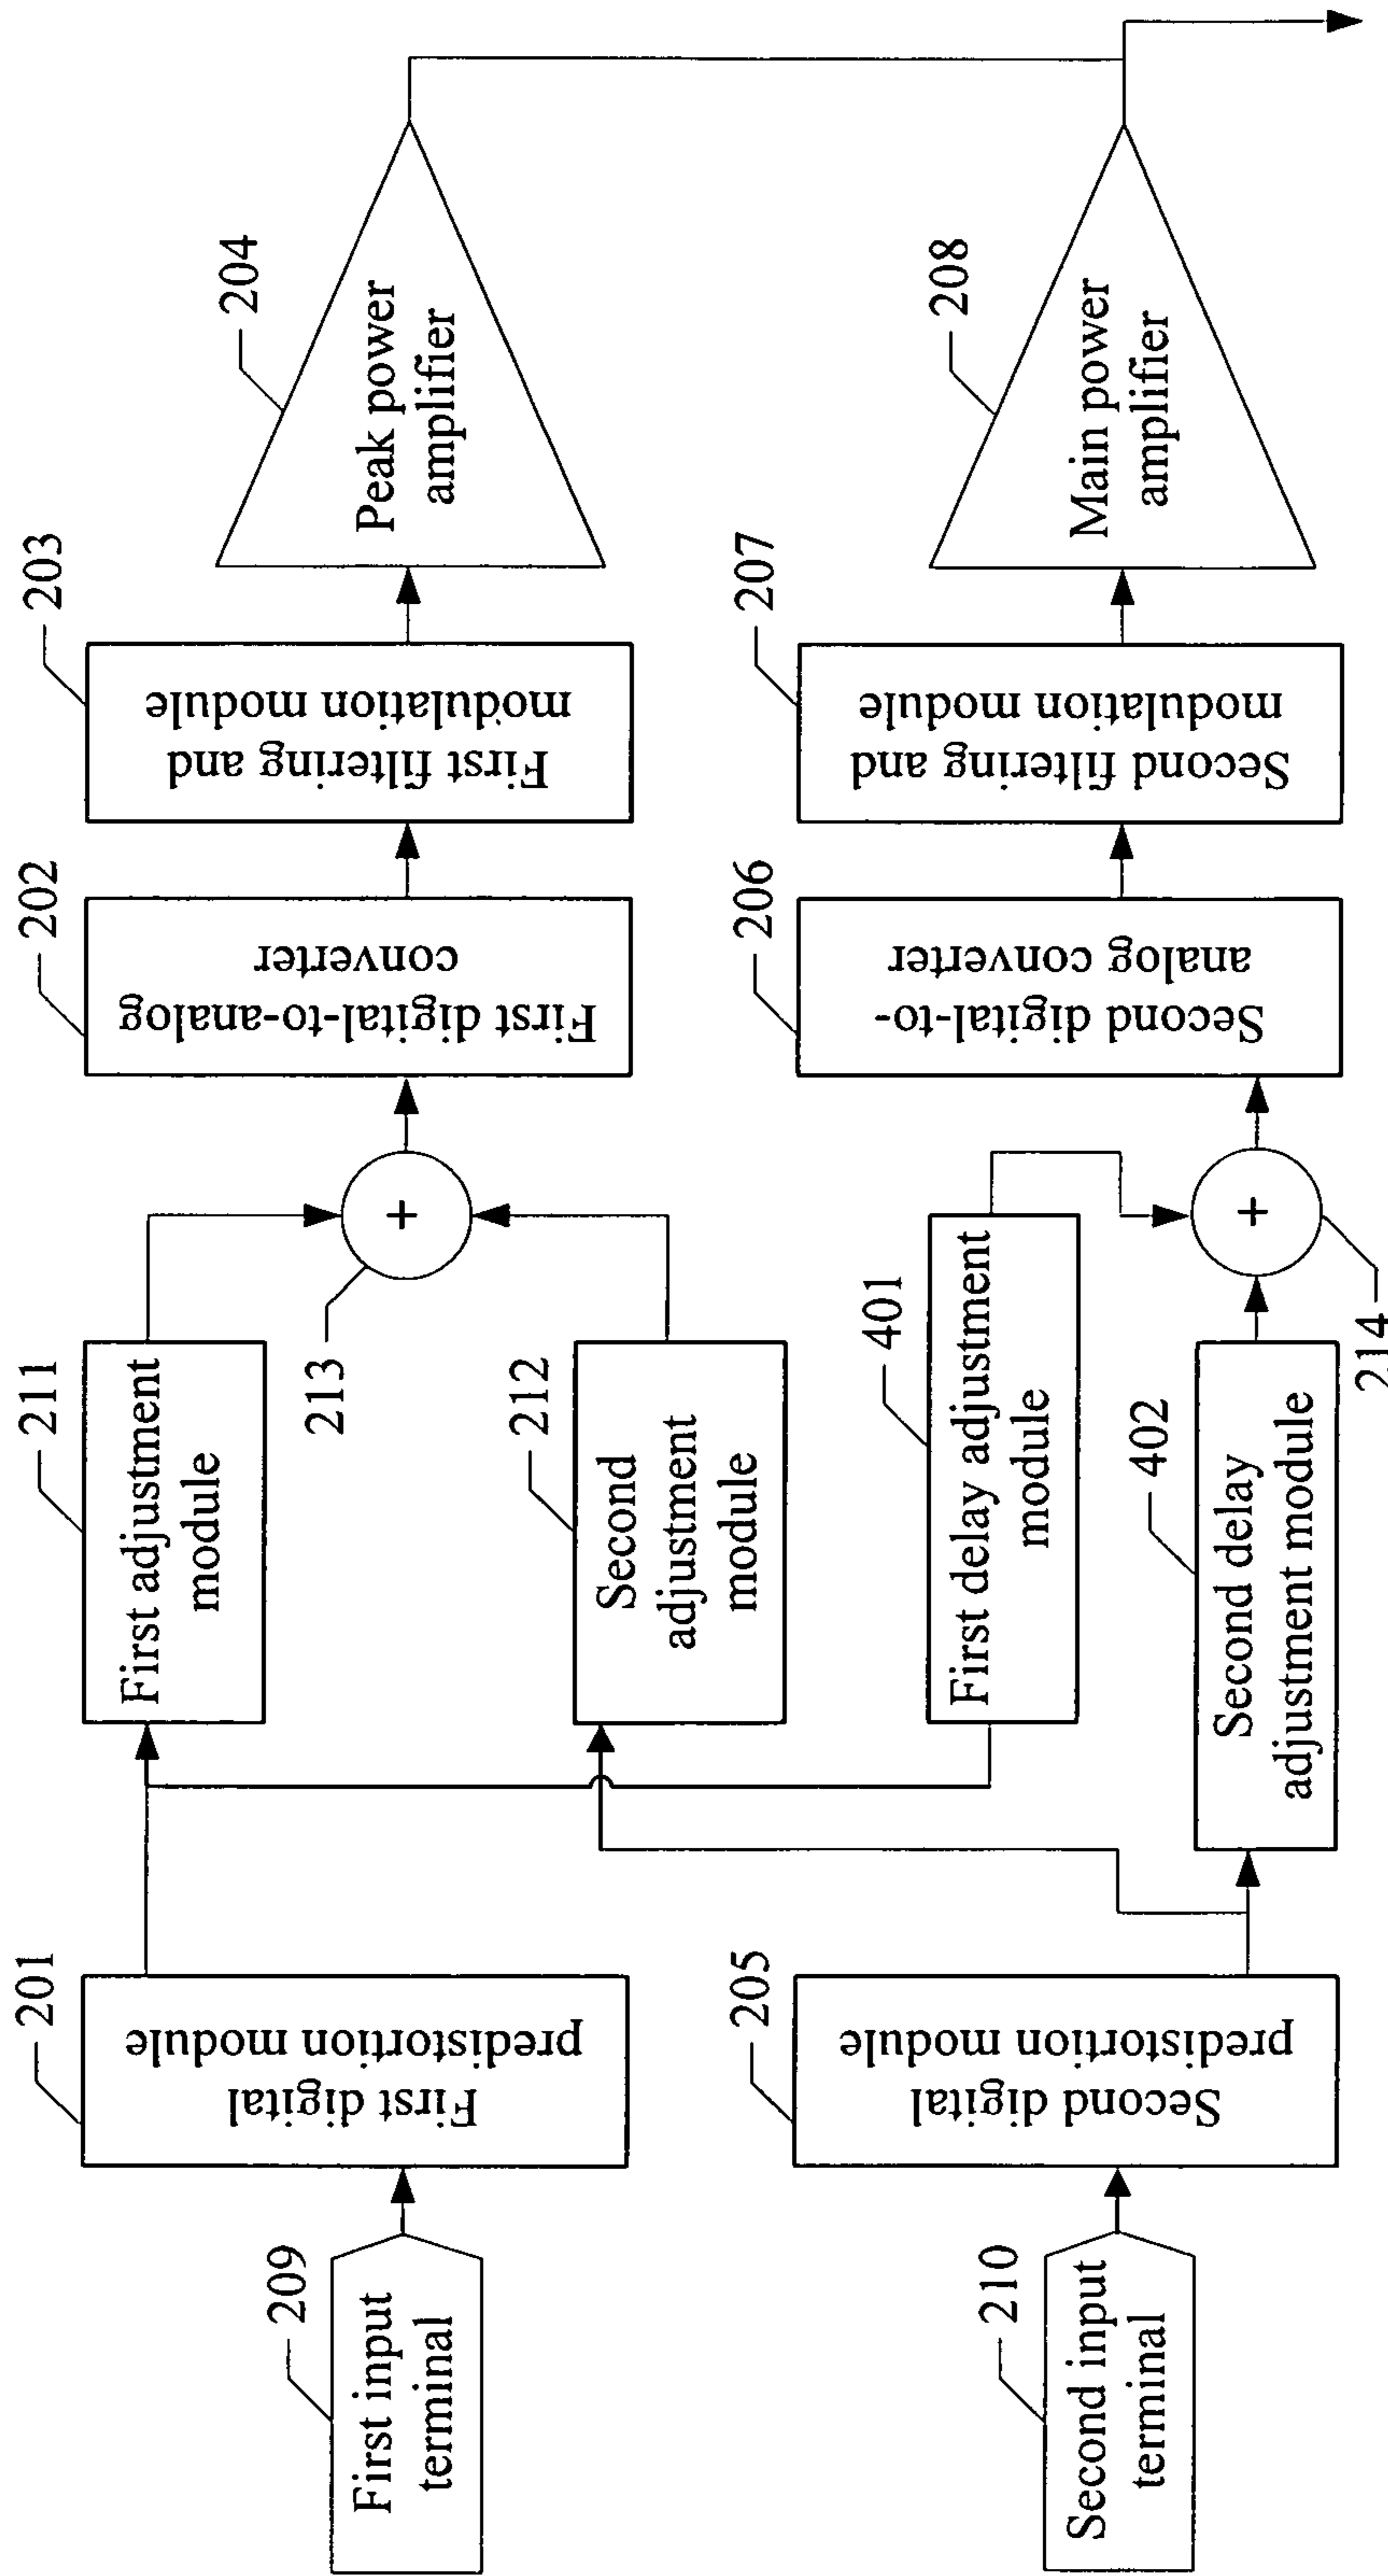 209
First input
terminal
201
First digital
predistortion module
211
First adjustment
module
212
Second
adjustment
module
213
+
202
First digital-to-analog
converter
203
First filtering and
modulation module
204
Peak power
amplifier
210
Second input
terminal
205
Second digital
predistortion module
401
First delay adjustment
module
402
Second delay
adjustment module
214
+
206
Second digital-to-
analog converter
207
Second filtering and
modulation module
208
Main power
amplifier